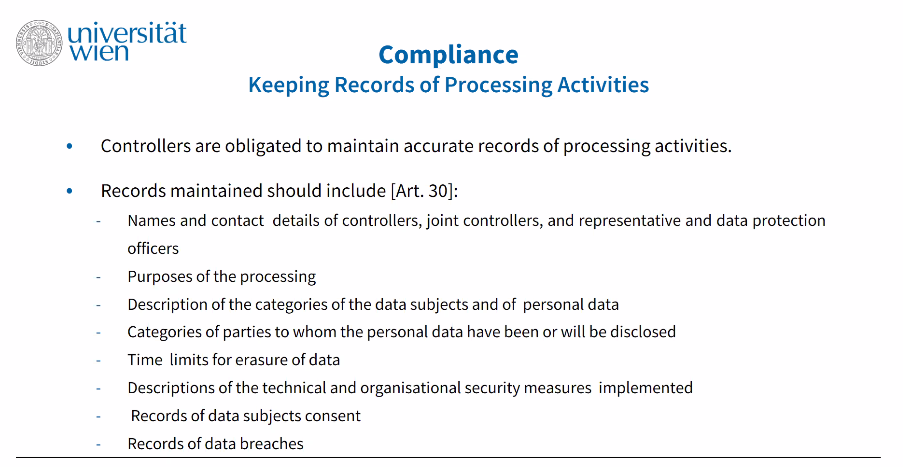 universität
wien
Compliance
Keeping Records of Processing Activities
• Controllers are obligated to maintain accurate records of processing activities.
• Records maintained should include [Art. 30]:
- Names and contact details of controllers, joint controllers, and representative and data protection
officers
- Purposes of the processing
- Description of the categories of the data subjects and of personal data
- Categories of parties to whom the personal data have been or will be disclosed
- Time limits for erasure of data
- Descriptions of the technical and organisational security measures implemented
- Records of data subjects consent
- Records of data breaches